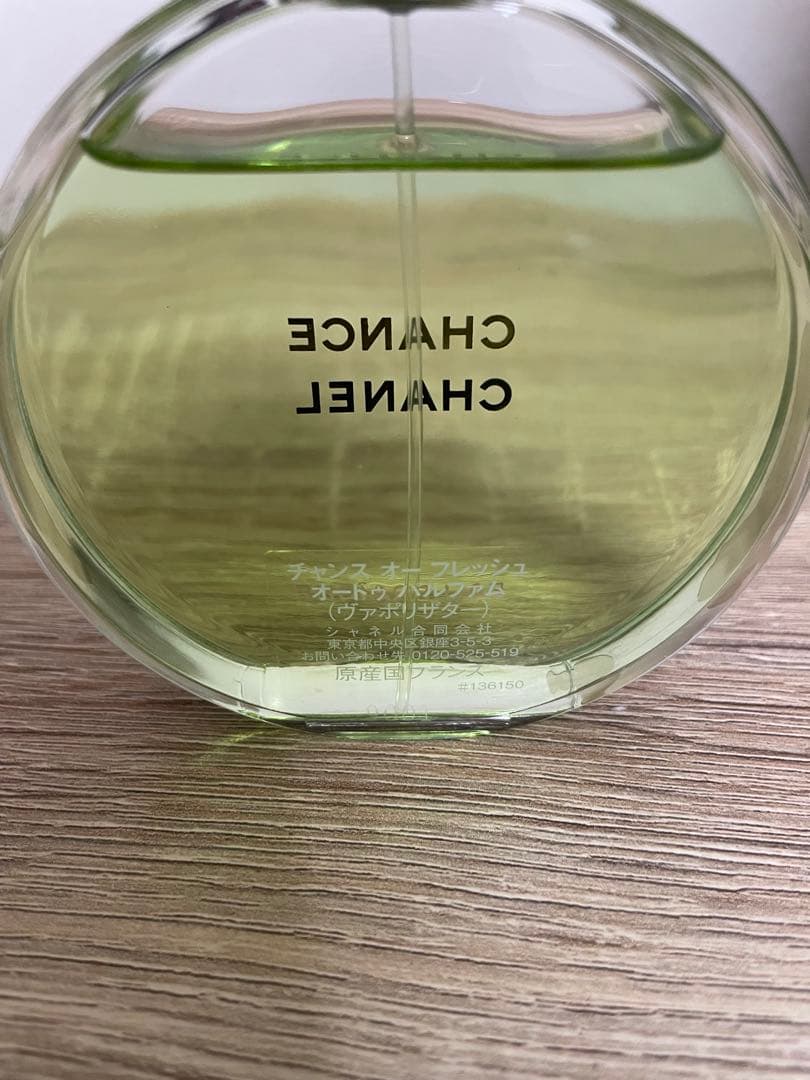 CHANCE
CHANEL
チャンス オー フレッシュ
オードゥ パルファム
(ヴァポリザター)
シャネル合同会社
東京都中央区銀座3-5-3
お問い合わせ先 0120-525-519
原産国フランス
#136150